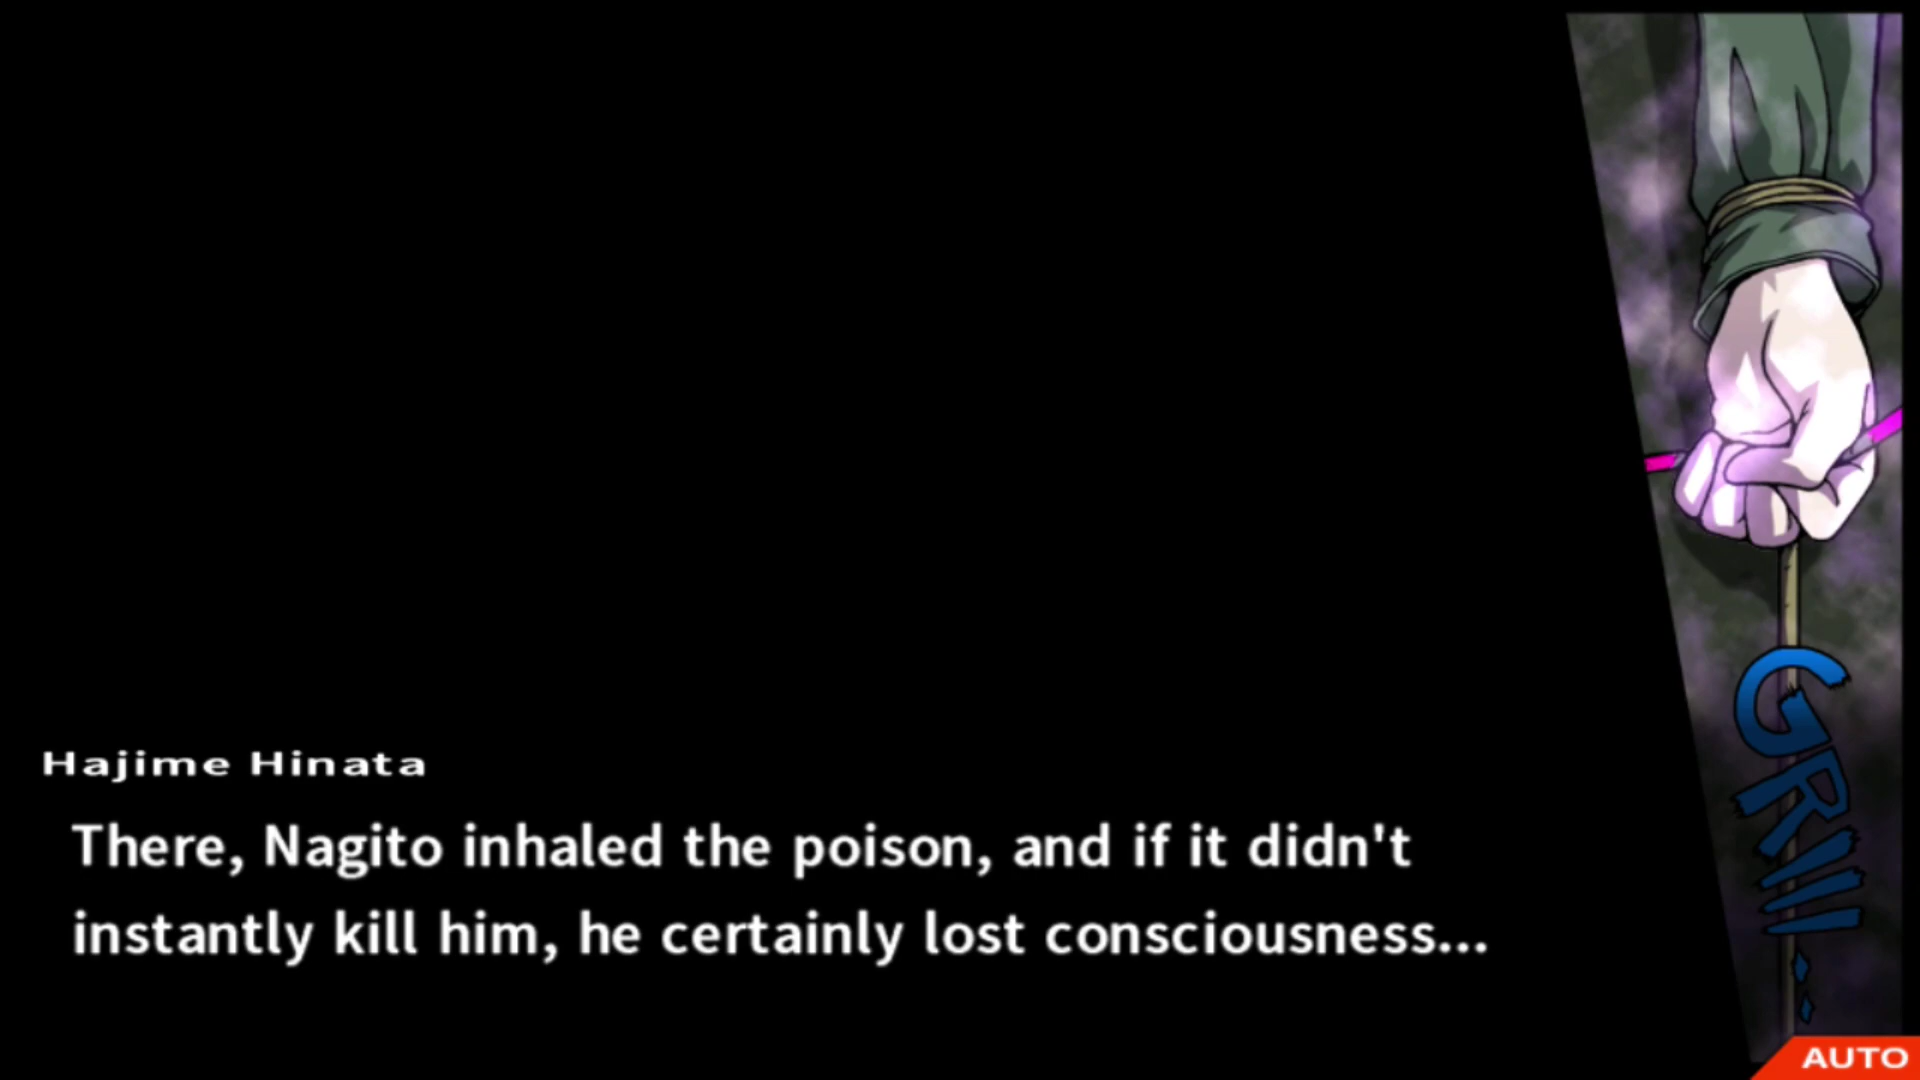 Hajime Hinata
There, Nagito inhaled the poison, and if it didn't
instantly kill him, he certainly lost consciousness...
GRIII...
AUTO